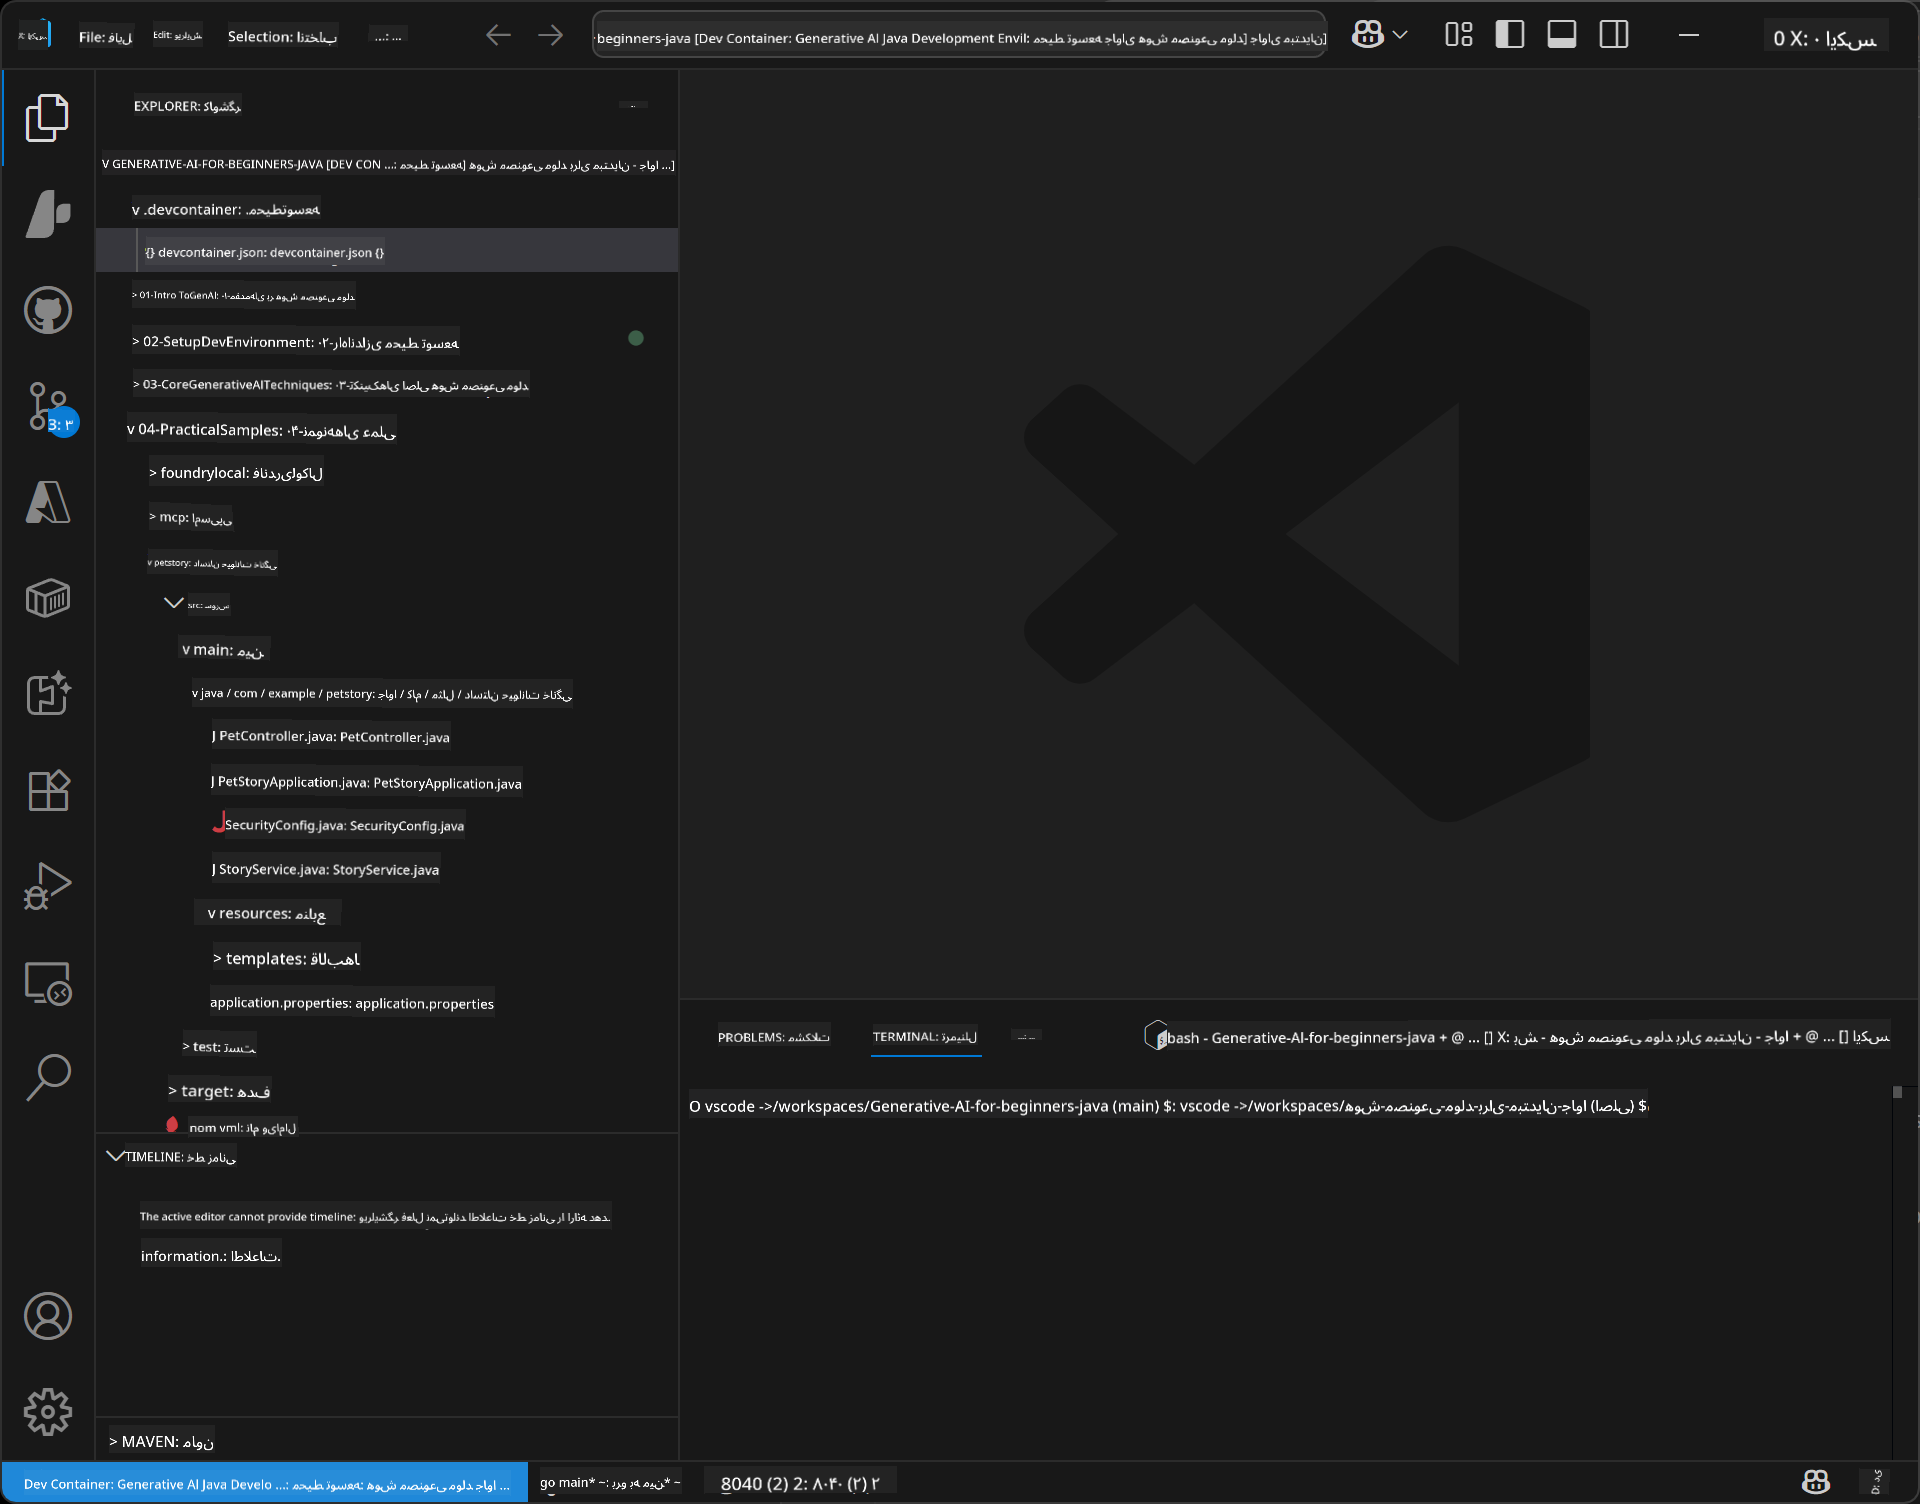 File: فایل
Edit: ویرایش
Selection: انتخاب
...: ...
beginners-java [Dev Container: Generative AI Java Development Envil: محیط توسعه جاوای هوش مصنوعی مولد] جاوای مبتدیان]
0 X: ۰ ایکس
EXPLORER: کاوشگر
V GENERATIVE-AI-FOR-BEGINNERS-JAVA [DEV CON ...: هوش مصنوعی مولد برای مبتدیان - جاوا [محیط توسعه ...]
v .devcontainer: .محیط‌توسعه
{} devcontainer.json: devcontainer.json {}
> 01-Intro ToGenAI: ۰۱-مقدمه‌ای بر هوش مصنوعی مولد
> 02-SetupDevEnvironment: ۰۲-راه‌اندازی محیط توسعه
> 03-CoreGenerativeAITechniques: ۰۳-تکنیک‌های اصلی هوش مصنوعی مولد
3: ۳
v 04-PracticalSamples: ۰۴-نمونه‌های عملی
> foundrylocal: فاندری‌لوکال
> mcp: ام‌سی‌پی
v petstory: داستان حیوانات خانگی
src: سورس
v main: مین
v java / com / example / petstory: جاوا / کام / مثال / داستان حیوانات خانگی
J PetController.java: PetController.java
J PetStoryApplication.java: PetStoryApplication.java
SecurityConfig.java: SecurityConfig.java
J StoryService.java: StoryService.java
v resources: منابع
> templates: قالب‌ها
application.properties: application.properties
> test: تست
> target: هدف
pom yml: پام وای‌ام‌ال
PROBLEMS: مشکلات
TERMINAL: ترمینال
bash - Generative-AI-for-beginners-java + @ ... [] X: بش - هوش مصنوعی مولد برای مبتدیان - جاوا + @ ... [] ایکس
O vscode ->/workspaces/Generative-AI-for-beginners-java (main) $: vscode ->/workspaces/هوش-مصنوعی-مولد-برای-مبتدیان-جاوا (اصلی) $
TIMELINE: خط زمانی
The active editor cannot provide timeline: ویرایشگر فعال نمی‌تواند اطلاعات خط زمانی را ارائه دهد.
information.: اطلاعات.
> MAVEN: ماون
Dev Container: Generative AI Java Develo ...: محیط توسعه: هوش مصنوعی مولد جاوا ...
go main* ~: برو به مین* ~
8040 (2) 2: ۸۰۴۰ (۲) ۲